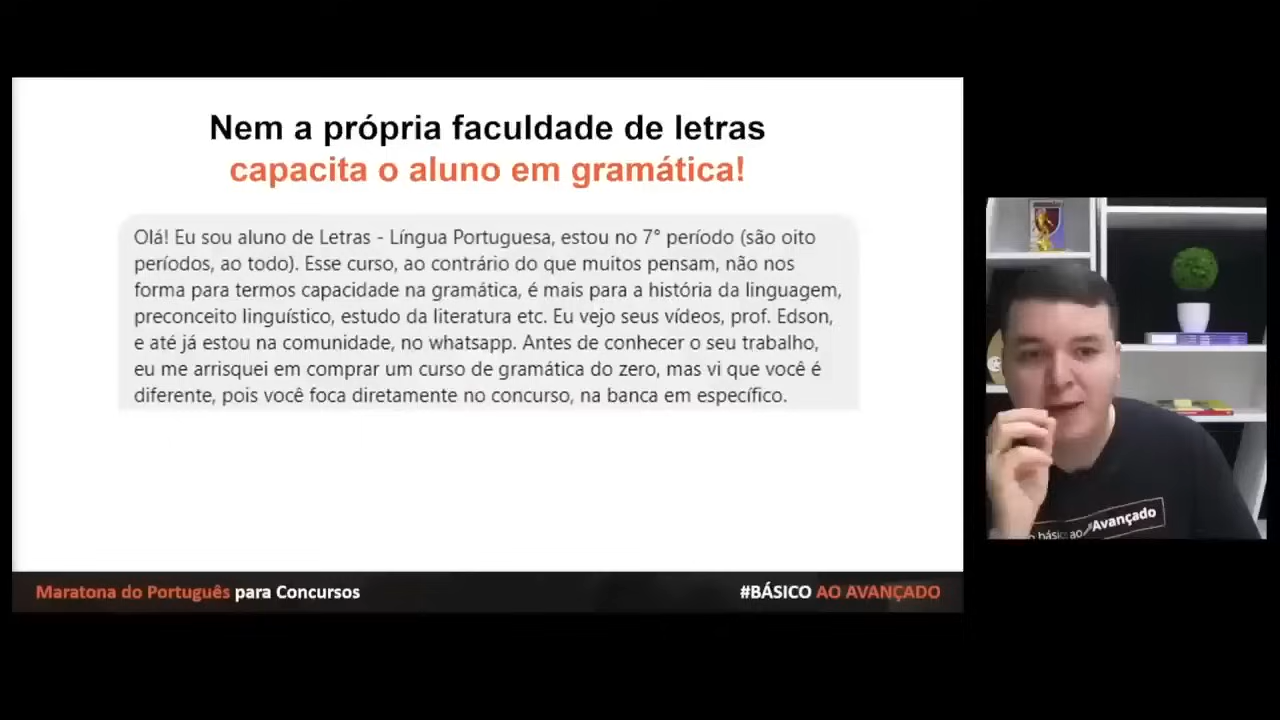 Nem a própria faculdade de letras
capacita o aluno em gramática!
Olá! Eu sou aluno de Letras - Língua Portuguesa, estou no 7° período (são oito
períodos, ao todo). Esse curso, ao contrário do que muitos pensam, não nos
forma para termos capacidade na gramática, é mais para a história da linguagem,
preconceito linguístico, estudo da literatura etc. Eu vejo seus vídeos, prof. Edson,
e até já estou na comunidade, no whatsapp. Antes de conhecer o seu trabalho,
eu me arrisquei em comprar um curso de gramática do zero, mas vi que você é
diferente, pois você foca diretamente no concurso, na banca em específico.
Maratona do Português para Concursos
#BÁSICO AO AVANÇADO
básico ao
#Avançado